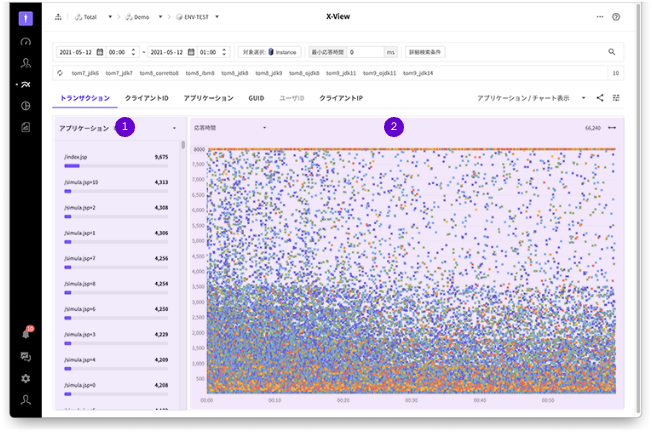 X-View
Total Demo ENV-TEST
2021-05-12 00:00 ~ 2021-05-12 01:00 対象選択: Instance 最小応答時間 0 ms 詳細検索条件
tom7_jdk6 tom7_jdk7 tom8_corretto8 tom8_ibm8 tom8_jdk8 tom8_jdk9 tom8_ojdk8 tom9_jdk11 tom9_ojdk11 tom9_jdk14 10
トランザクション クライアントID アプリケーション GUID ユーザID クライアントIP アプリケーション / チャート表示
アプリケーション 1
応答時間 2 66,240
/index.jsp 9,675
/simula.jsp+10 4,313
/simula.jsp+2 4,308
/simula.jsp+1 4,306
/simula.jsp+7 4,256
/simula.jsp+8 4,254
/simula.jsp+6 4,250
/simula.jsp+3 4,229
/simula.jsp+4 4,209
/simula.jsp+0 4,208
8000
7,500
7,000
6,500
6,000
5,500
5,000
4,500
4,000
3,500
3,000
2,500
2,000
1,500
1,000
500
00:00 00:10 00:20 00:30 00:40 00:50
10